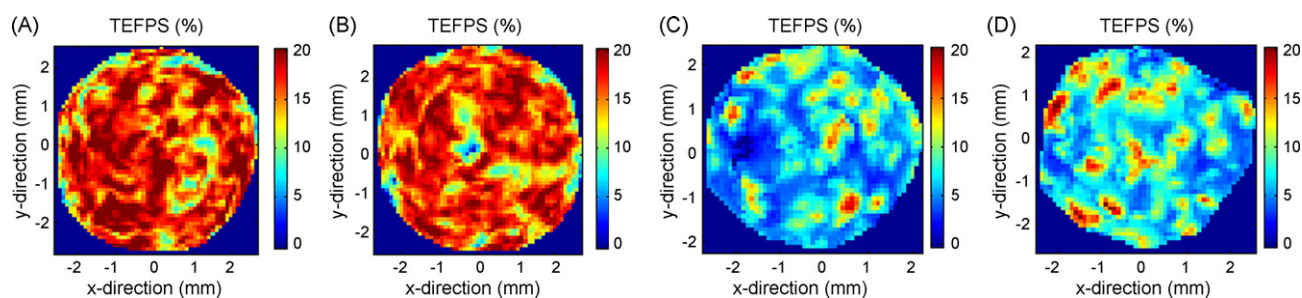 (A) TEFPS (%)
2
1
0
-1
-2
y-direction (mm)
-2 -1 0 1 2
x-direction (mm)
20
15
10
5
0
(B) TEFPS (%)
2
1
0
-1
-2
y-direction (mm)
-2 -1 0 1 2
x-direction (mm)
20
15
10
5
0
(C) TEFPS (%)
2
1
0
-1
-2
y-direction (mm)
-2 -1 0 1 2
x-direction (mm)
20
15
10
5
0
(D) TEFPS (%)
2
1
0
-1
-2
y-direction (mm)
-2 -1 0 1 2
x-direction (mm)
20
15
10
5
0